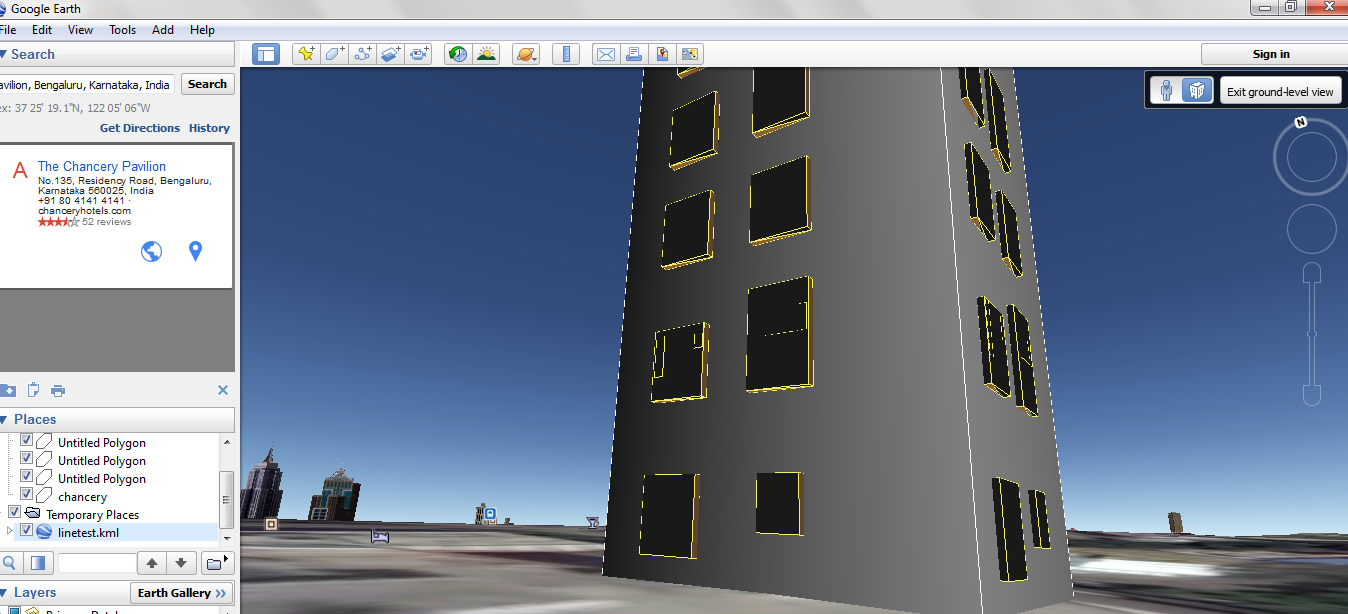 Google Earth
File Edit View Tools Add Help
Search
avilion, Bengaluru, Karnataka, India
Search
ex: 37 25' 19.1"N, 122 05' 06"W
Get Directions History
A
The Chancery Pavilion
No.135, Residency Road, Bengaluru,
Karnataka 560025, India
+91 80 4141 4141 ·
chanceryhotels.com
52 reviews
Places
Untitled Polygon
Untitled Polygon
Untitled Polygon
chancery
Temporary Places
linetest.kml
Layers
Earth Gallery >>
Sign in
Exit ground-level view
N